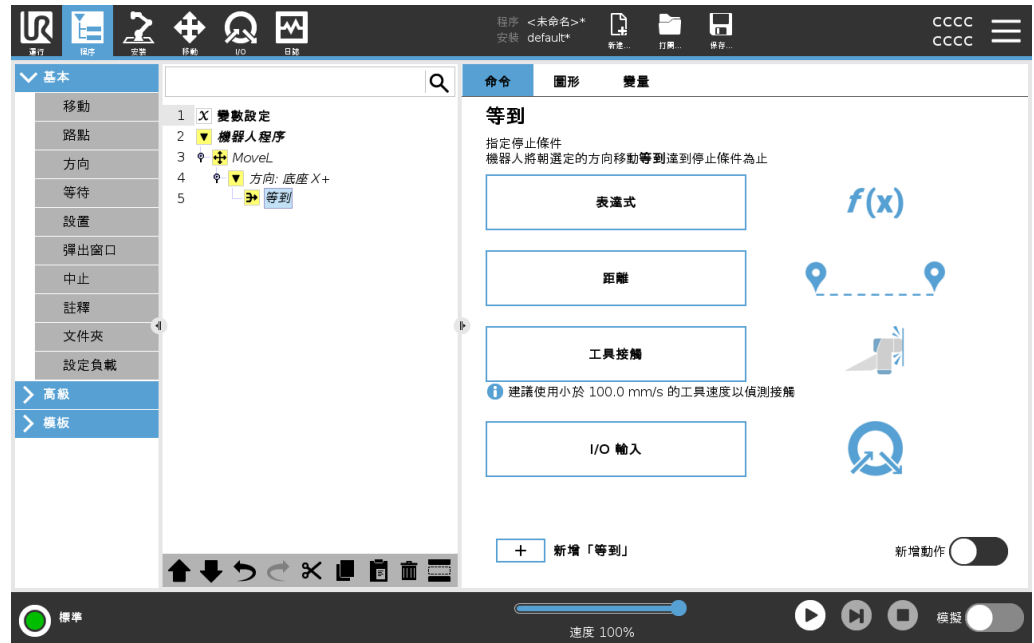 UR
運行
程序
安裝
移動
I/O
日誌
程序 <未命名>*
安裝 default*
新建...
打開...
保存...
CCCC
CCCC
基本
移動
路點
方向
等待
設置
彈出窗口
中止
註釋
文件夾
設定負載
高級
模板
1 X 變數設定
2 機器人程序
3 MoveL
4 方向: 底座 X+
5 等到
命令
圖形
變量
等到
指定停止條件
機器人將朝選定的方向移動等到達到停止條件為止
表達式
f(x)
距離
工具接觸
建議使用小於 100.0 mm/s 的工具速度以偵測接觸
I/O 輸入
+ 新增「等到」
新增動作
標準
速度 100%
模擬